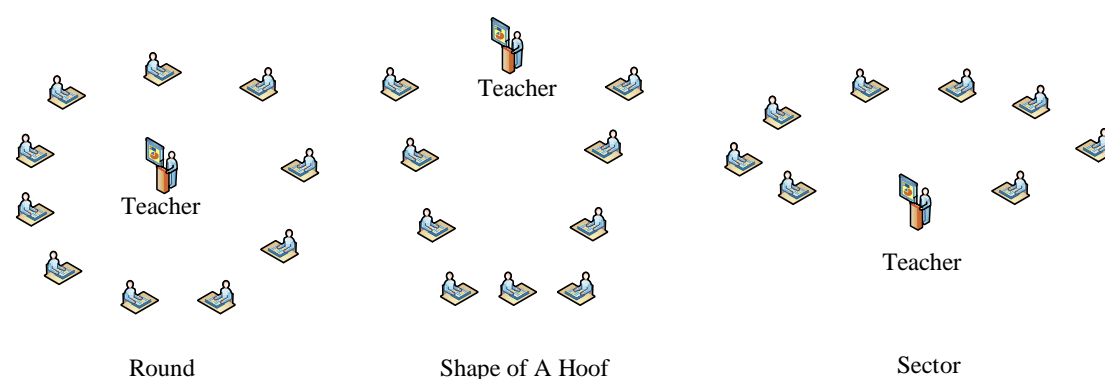 Teacher
Teacher
Teacher
Round
Shape of A Hoof
Sector